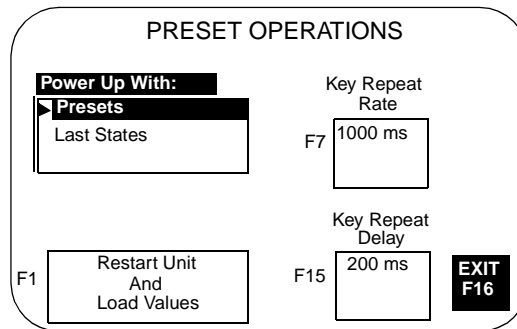 PRESET OPERATIONS
Power Up With:
Presets
Last States
Key Repeat
Rate
F7
1000 ms
F1
Restart Unit
And
Load Values
Key Repeat
Delay
F15
200 ms
EXIT
F16